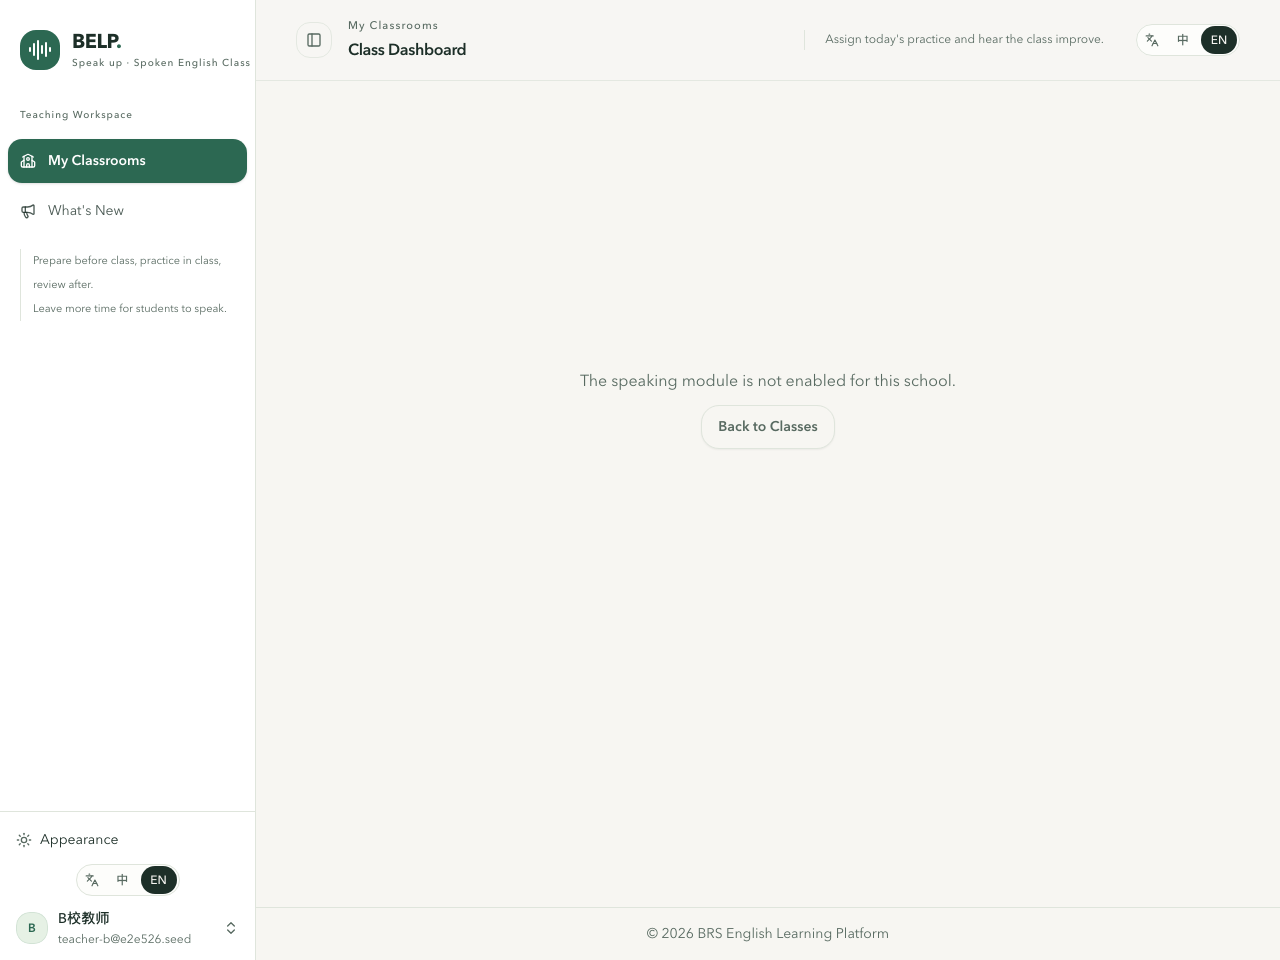 BELP.
Speak up · Spoken English Class
Teaching Workspace
My Classrooms
What's New
Prepare before class, practice in class,
review after.
Leave more time for students to speak.
Appearance
中 EN
B
B校教师
teacher-b@e2e526.seed
My Classrooms
Class Dashboard
Assign today's practice and hear the class improve.
中 EN
The speaking module is not enabled for this school.
Back to Classes
© 2026 BRS English Learning Platform